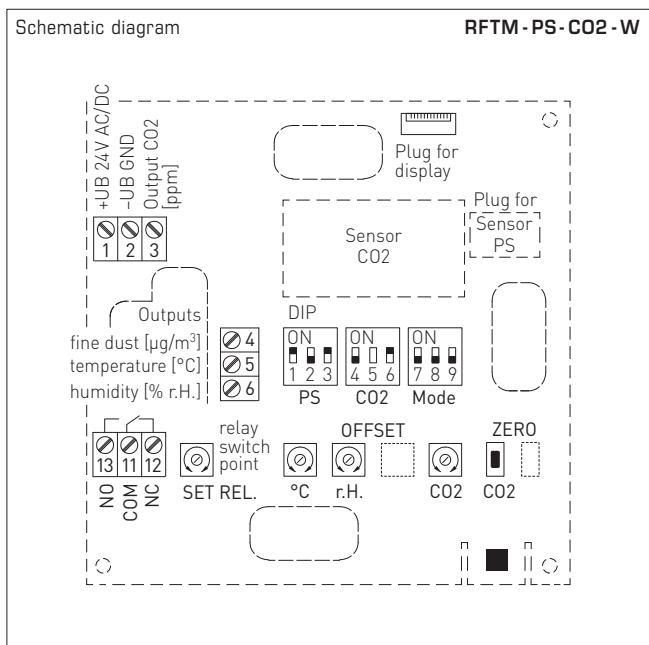 Schematic diagram
RFTM-PS-CO2-W
+UB 24V AC/DC
-UB GND
Output CO2
[ppm]
1 2 3
Plug for
display
Plug for
Sensor
PS
Sensor
CO2
Outputs
fine dust [µg/m³]
temperature [°C]
humidity [% r.H.]
4
5
6
DIP
ON
1 2 3
PS
ON
4 5 6
CO2
ON
7 8 9
Mode
13 11 12
NO
COM
NC
relay
switch
point
SET REL.
OFFSET
°C
r.H.
CO2
ZERO
CO2